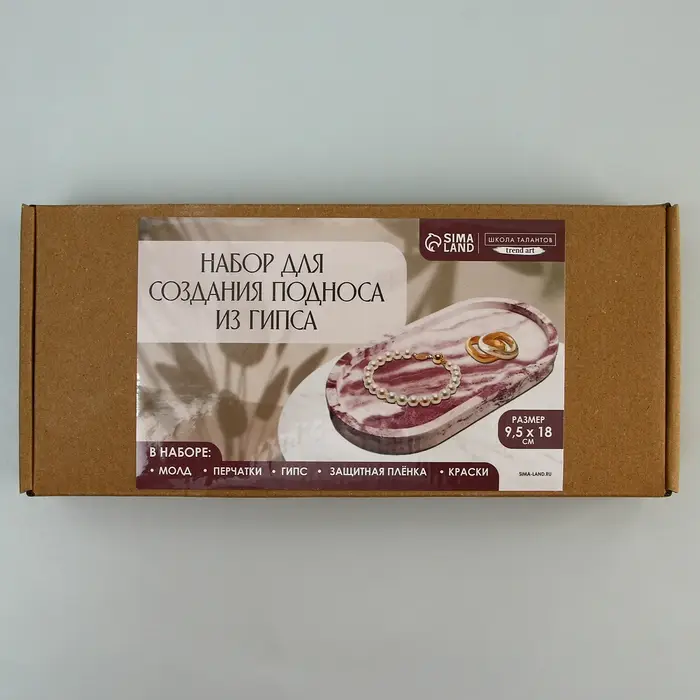 SIMA
LAND
ШКОЛА ТАЛАНТОВ
trend art
НАБОР ДЛЯ
СОЗДАНИЯ ПОДНОСА
ИЗ ГИПСА
РАЗМЕР
9,5 x 18
СМ
В НАБОРЕ:
• МОЛД • ПЕРЧАТКИ • ГИПС • ЗАЩИТНАЯ ПЛЁНКА • КРАСКИ
SIMA-LAND.RU